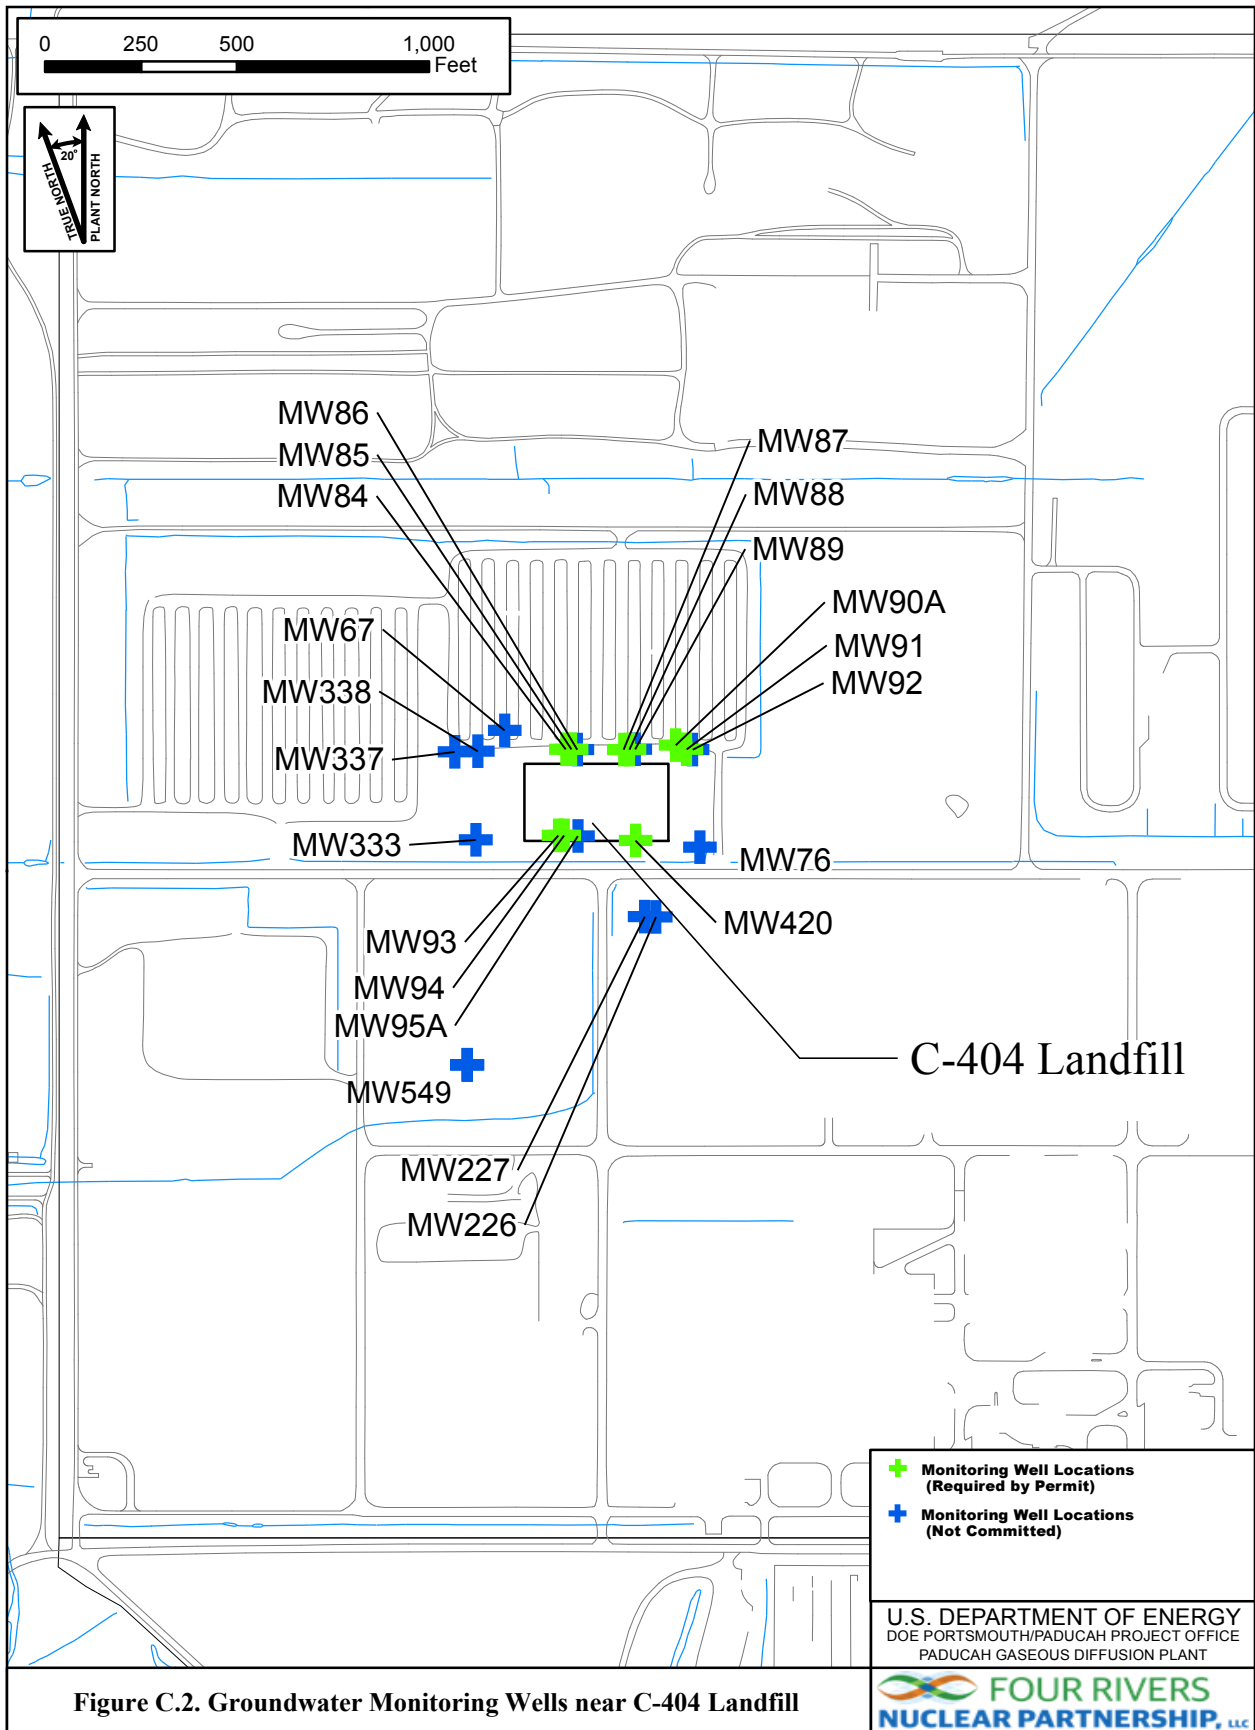 0 250 500 1,000
Feet
20°
TRUE NORTH
PLANT NORTH
MW86
MW85
MW84
MW87
MW88
MW89
MW90A
MW91
MW92
MW67
MW338
MW337
MW333
MW76
MW420
MW93
MW94
MW95A
C-404 Landfill
MW549
MW227
MW226
Monitoring Well Locations
(Required by Permit)
Monitoring Well Locations
(Not Committed)
U.S. DEPARTMENT OF ENERGY
DOE PORTSMOUTH/PADUCAH PROJECT OFFICE
PADUCAH GASEOUS DIFFUSION PLANT
Figure C.2. Groundwater Monitoring Wells near C-404 Landfill
FOUR RIVERS
NUCLEAR PARTNERSHIP, LLC